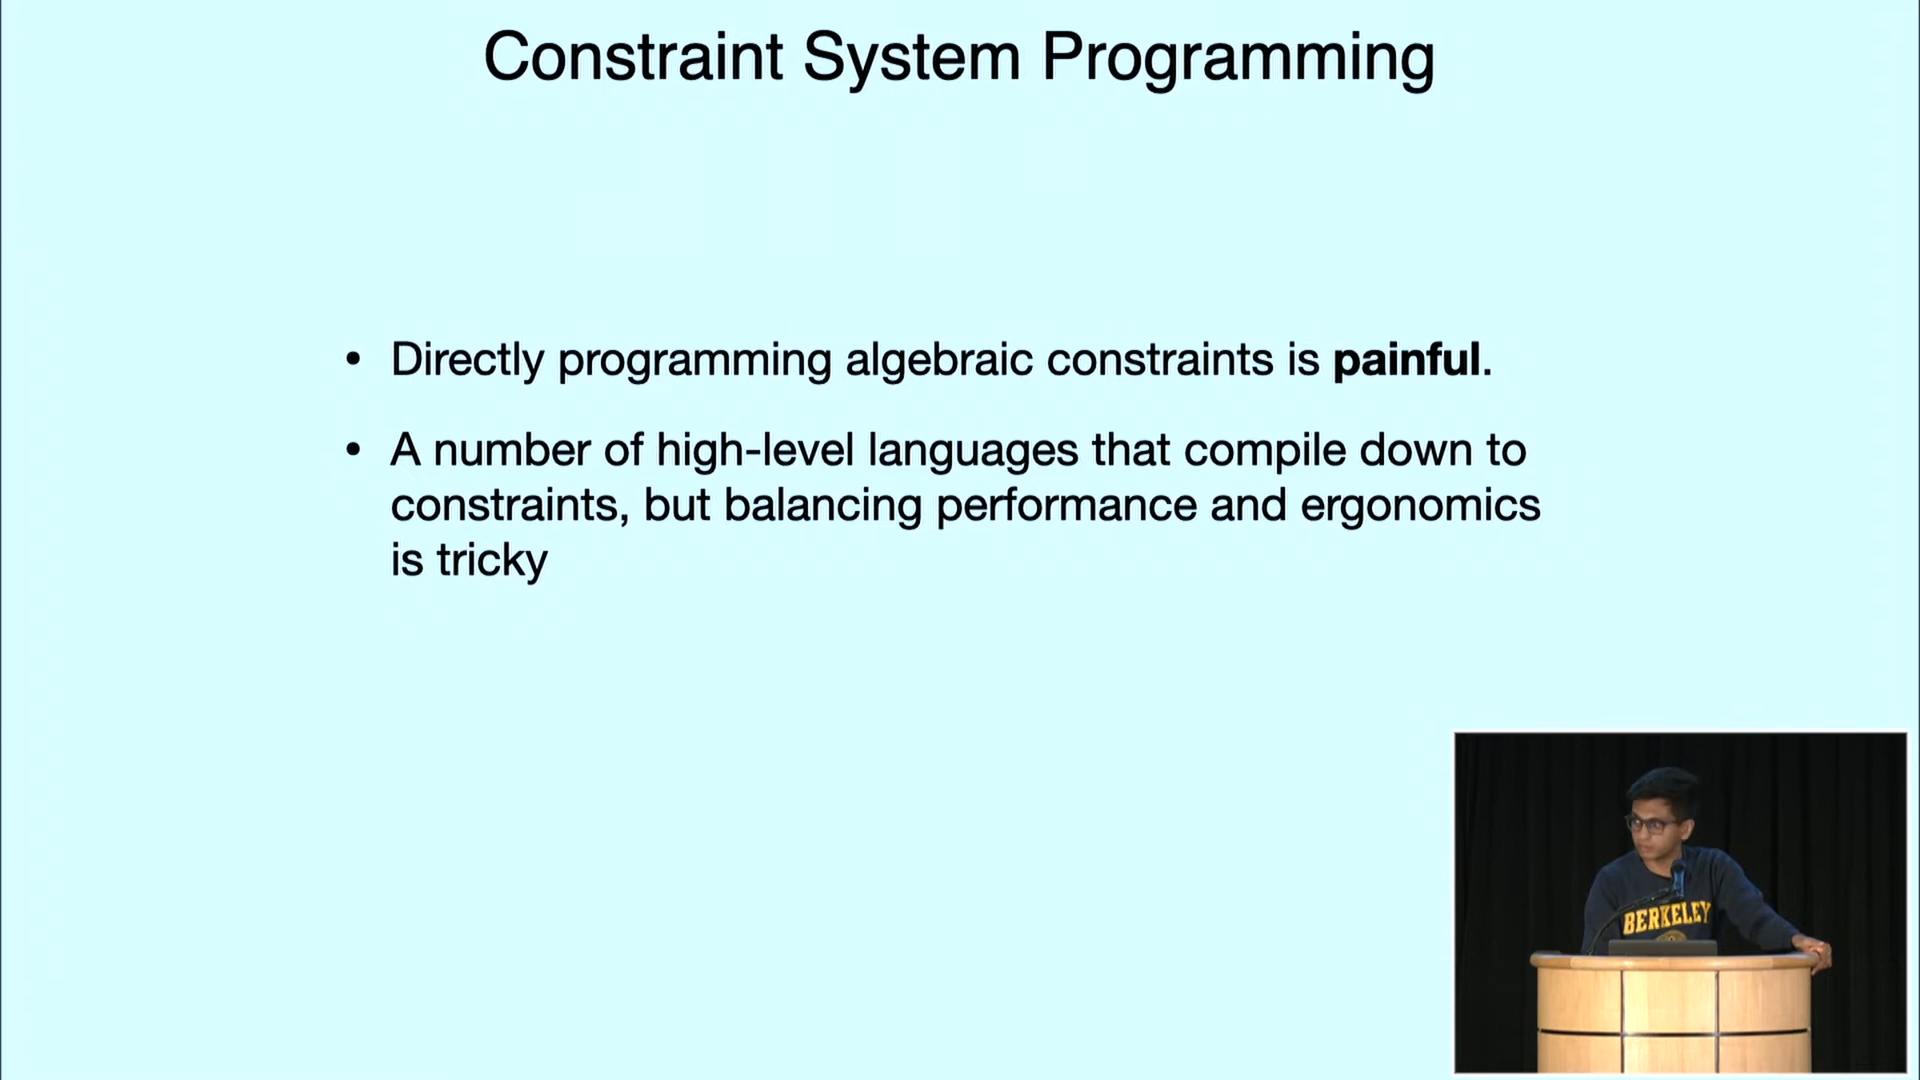 Constraint System Programming
• Directly programming algebraic constraints is painful.
• A number of high-level languages that compile down to
constraints, but balancing performance and ergonomics
is tricky
BERKELEY